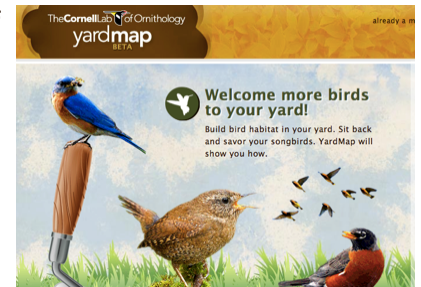 TheCornellLab of Ornithology
yardmap
BETA
already a m
Welcome more birds
to your yard!
Build bird habitat in your yard. Sit back
and savor your songbirds. YardMap will
show you how.